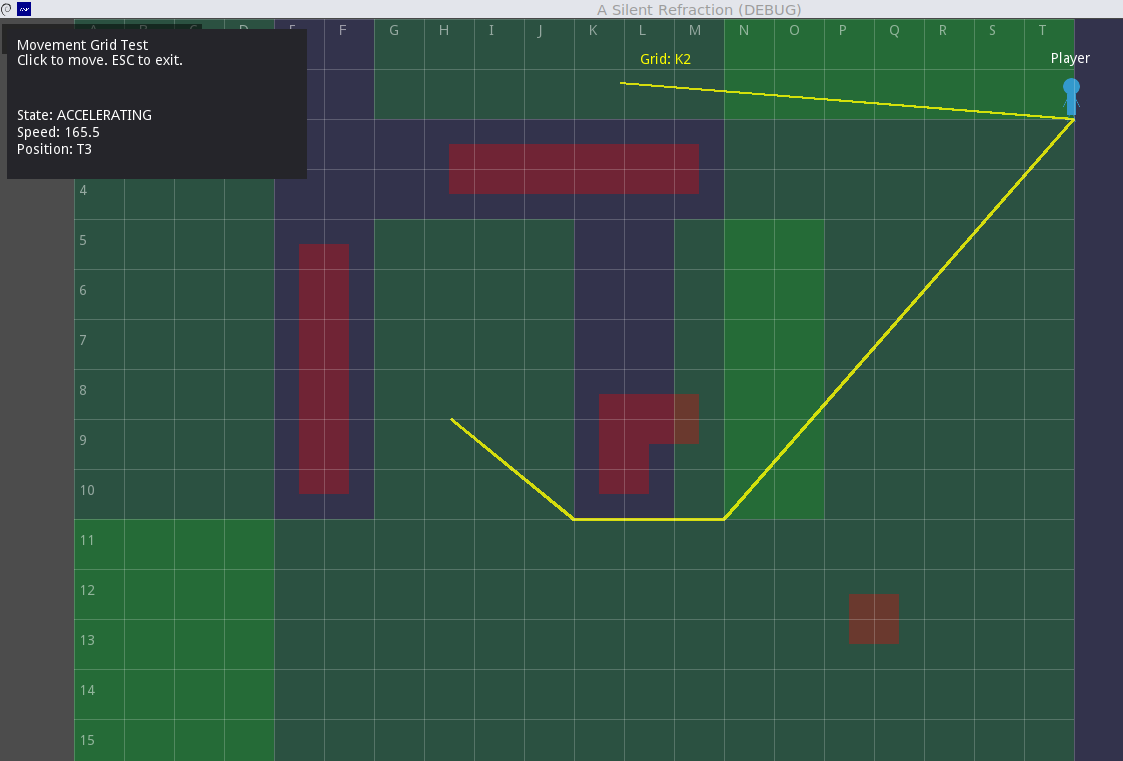 A Silent Refraction (DEBUG)
A B C D E F G H I J K L M N O P Q R S T
Movement Grid Test
Click to move. ESC to exit.
Grid: K2
Player
State: ACCELERATING
Speed: 165.5
Position: T3
4
5
6
7
8
9
10
11
12
13
14
15